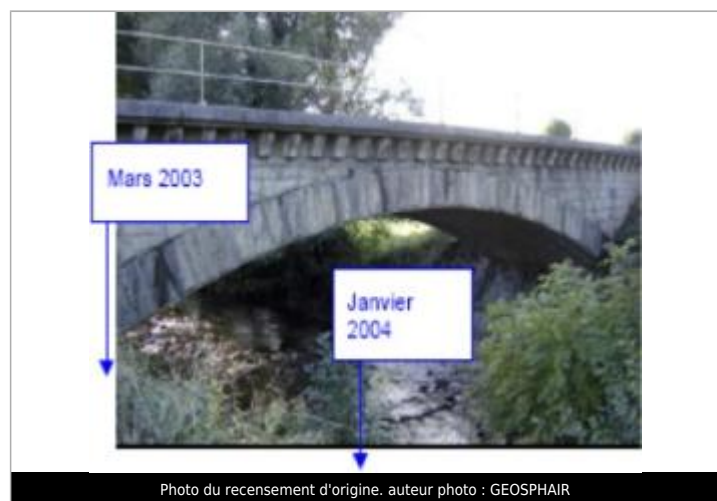 Mars 2003
Janvier
2004
Photo du recensement d'origine. auteur photo : GEOSPHAIR